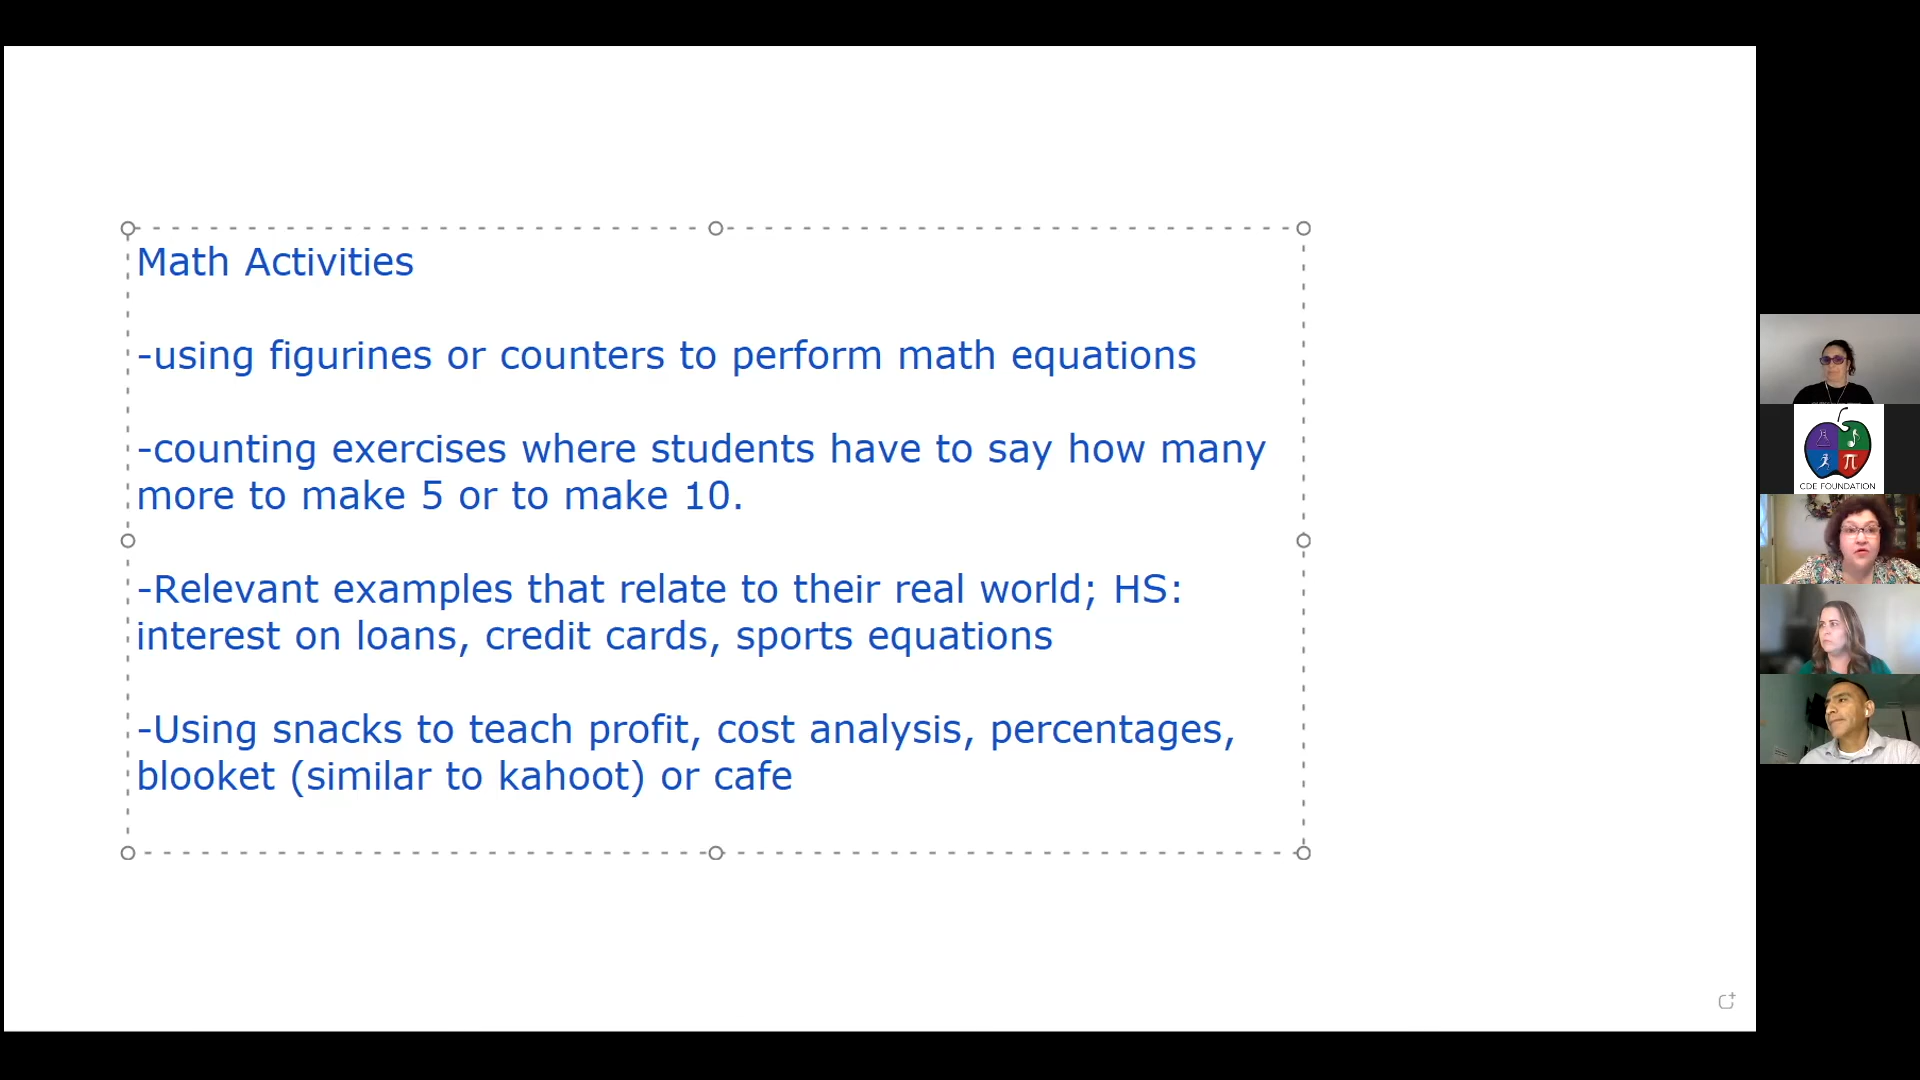 Math Activities
-using figurines or counters to perform math equations
-counting exercises where students have to say how many
more to make 5 or to make 10.
-Relevant examples that relate to their real world; HS:
interest on loans, credit cards, sports equations
-Using snacks to teach profit, cost analysis, percentages,
blooket (similar to kahoot) or cafe
π
CDE FOUNDATION